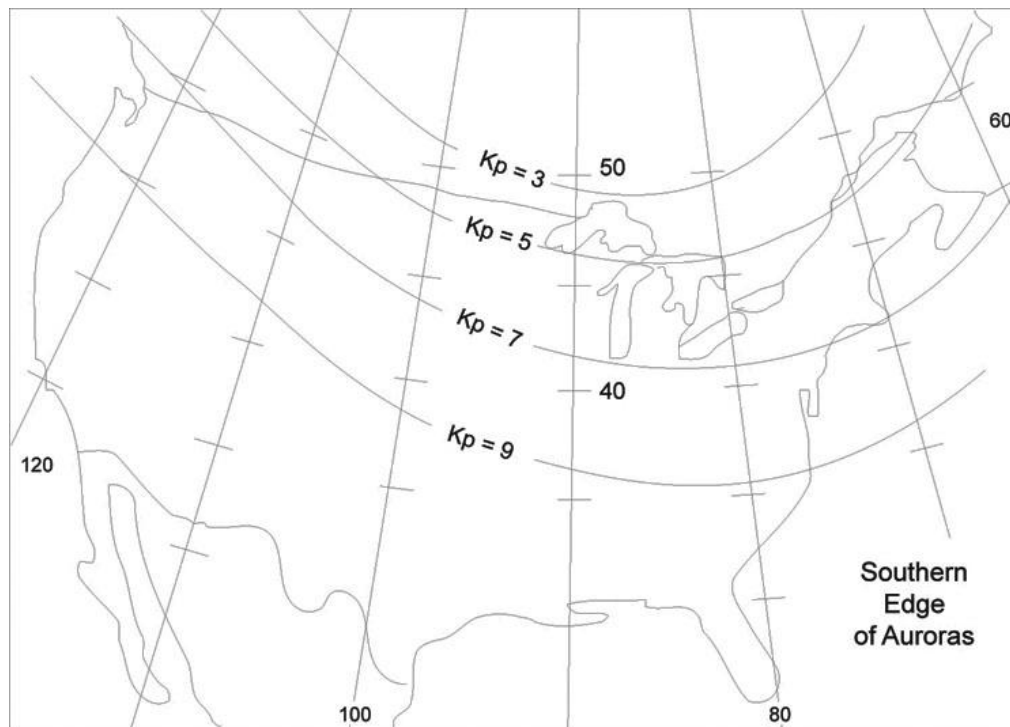 60
Kp = 3
50
Kp = 5
Kp = 7
40
Kp = 9
120
Southern
Edge
of Auroras
100
80